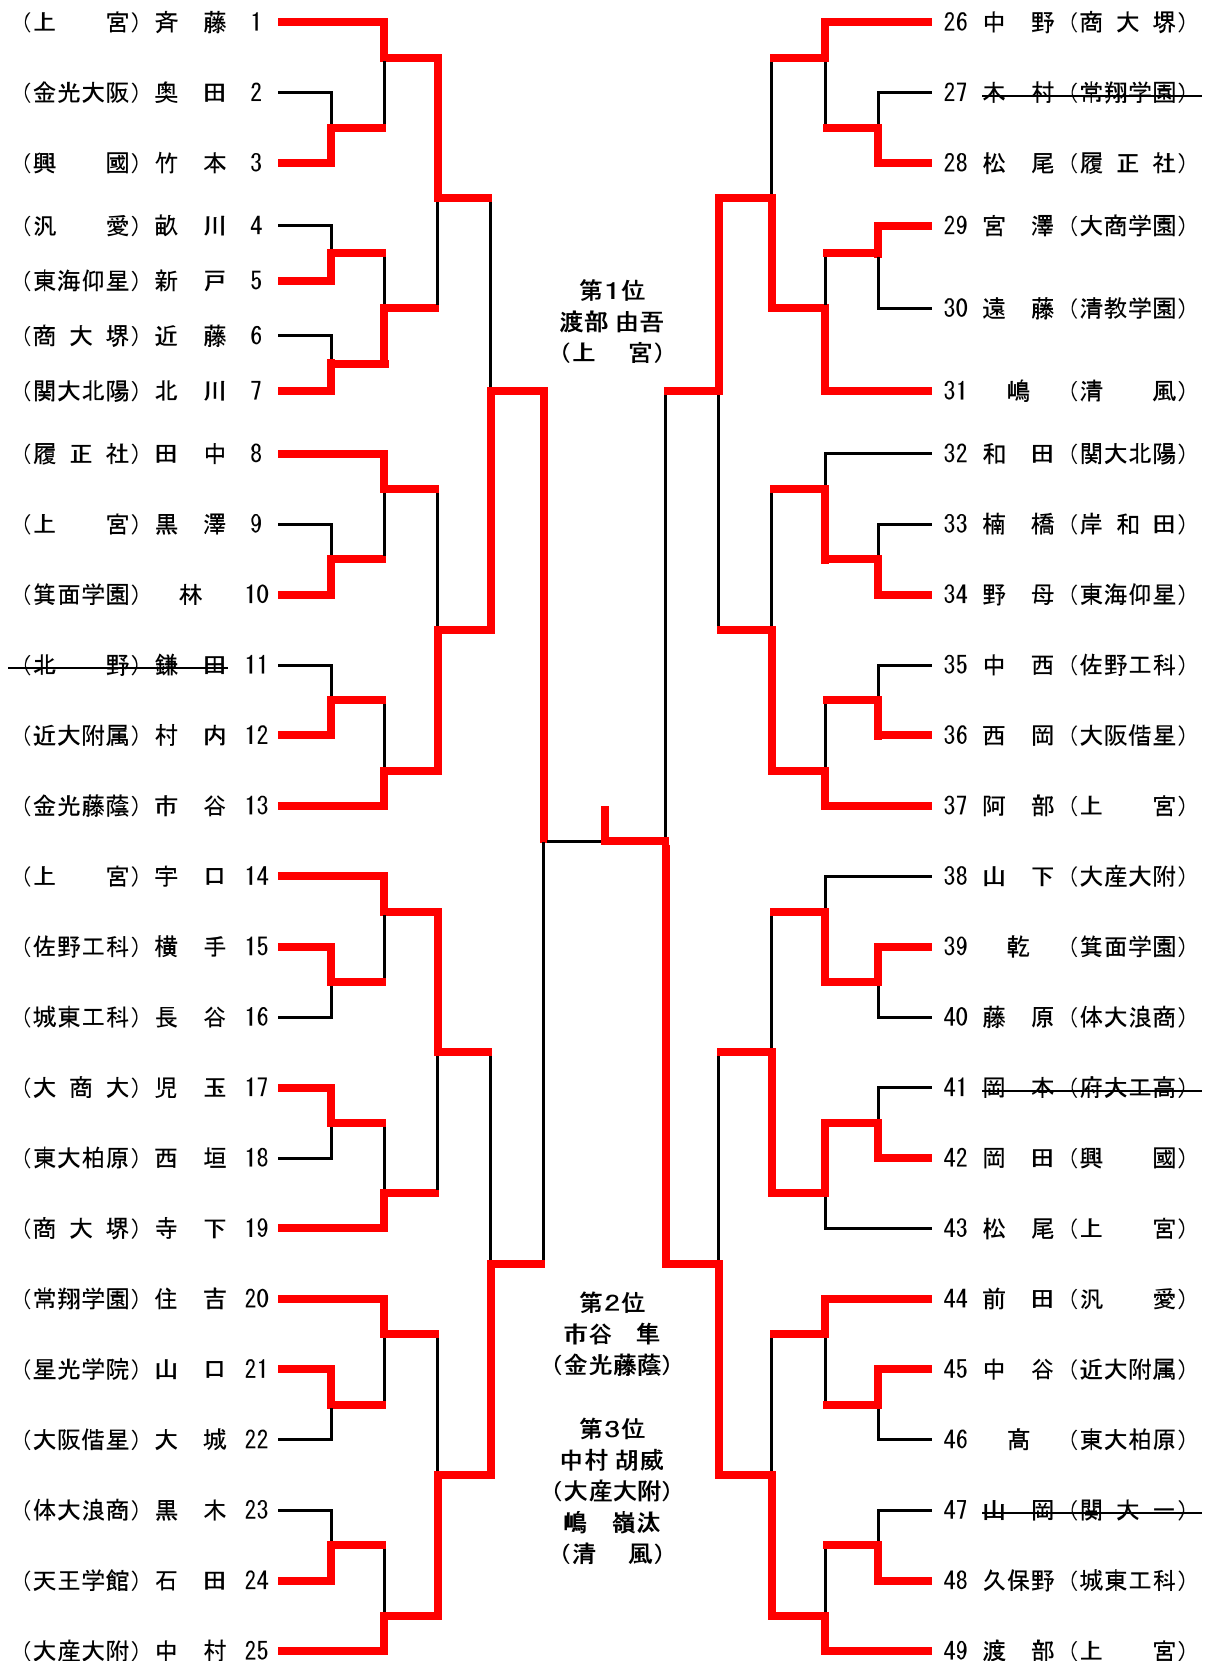 （上　宮）斉　藤　1
（金光大阪）奥　田　2
（興　國）竹　本　3
（汎　愛）畝　川　4
（東海仰星）新　戸　5
（商 大 堺）近　藤　6
（関大北陽）北　川　7
（履 正 社）田　中　8
（上　宮）黒　澤　9
（箕面学園）林　10
（北　野）鎌　田　11
（近大附属）村　内　12
（金光藤蔭）市　谷　13
（上　宮）宇　口　14
（佐野工科）横　手　15
（城東工科）長　谷　16
（大 商 大）児　玉　17
（東大柏原）西　垣　18
（商 大 堺）寺　下　19
（常翔学園）住　吉　20
（星光学院）山　口　21
（大阪偕星）大　城　22
（体大浪商）黒　木　23
（天王学館）石　田　24
（大産大附）中　村　25
第1位
渡部 由吾
（上　宮）
第2位
市谷　隼
（金光藤蔭）
第3位
中村 胡威
（大産大附）
嶋　嶺汰
（清　風）
26 中　野（商 大 堺）
27 木　村（常翔学園）
28 松　尾（履 正 社）
29 宮　澤（大商学園）
30 遠　藤（清教学園）
31 嶋（清　風）
32 和　田（関大北陽）
33 楠　橋（岸 和 田）
34 野　母（東海仰星）
35 中　西（佐野工科）
36 西　岡（大阪偕星）
37 阿　部（上　宮）
38 山　下（大産大附）
39 乾（箕面学園）
40 藤　原（体大浪商）
41 岡　本（府大工高）
42 岡　田（興　國）
43 松　尾（上　宮）
44 前　田（汎　愛）
45 中　谷（近大附属）
46 髙（東大柏原）
47 山　岡（関 大 一）
48 久保野（城東工科）
49 渡　部（上　宮）